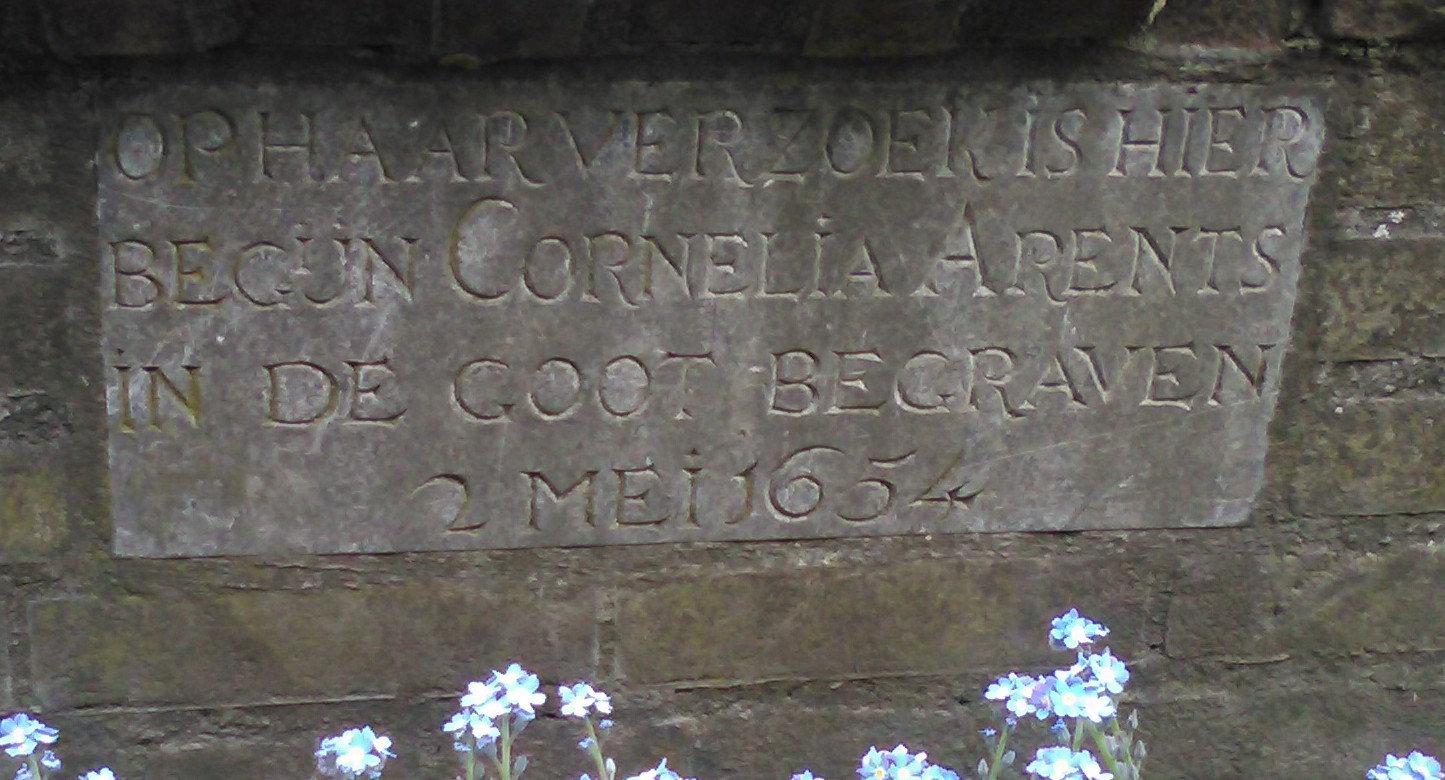 OP HAAR VERZOEK IS HIER
BEGIJN CORNELIA ARENTS
IN DE GOOT BEGRAVEN
2 MEI 1654